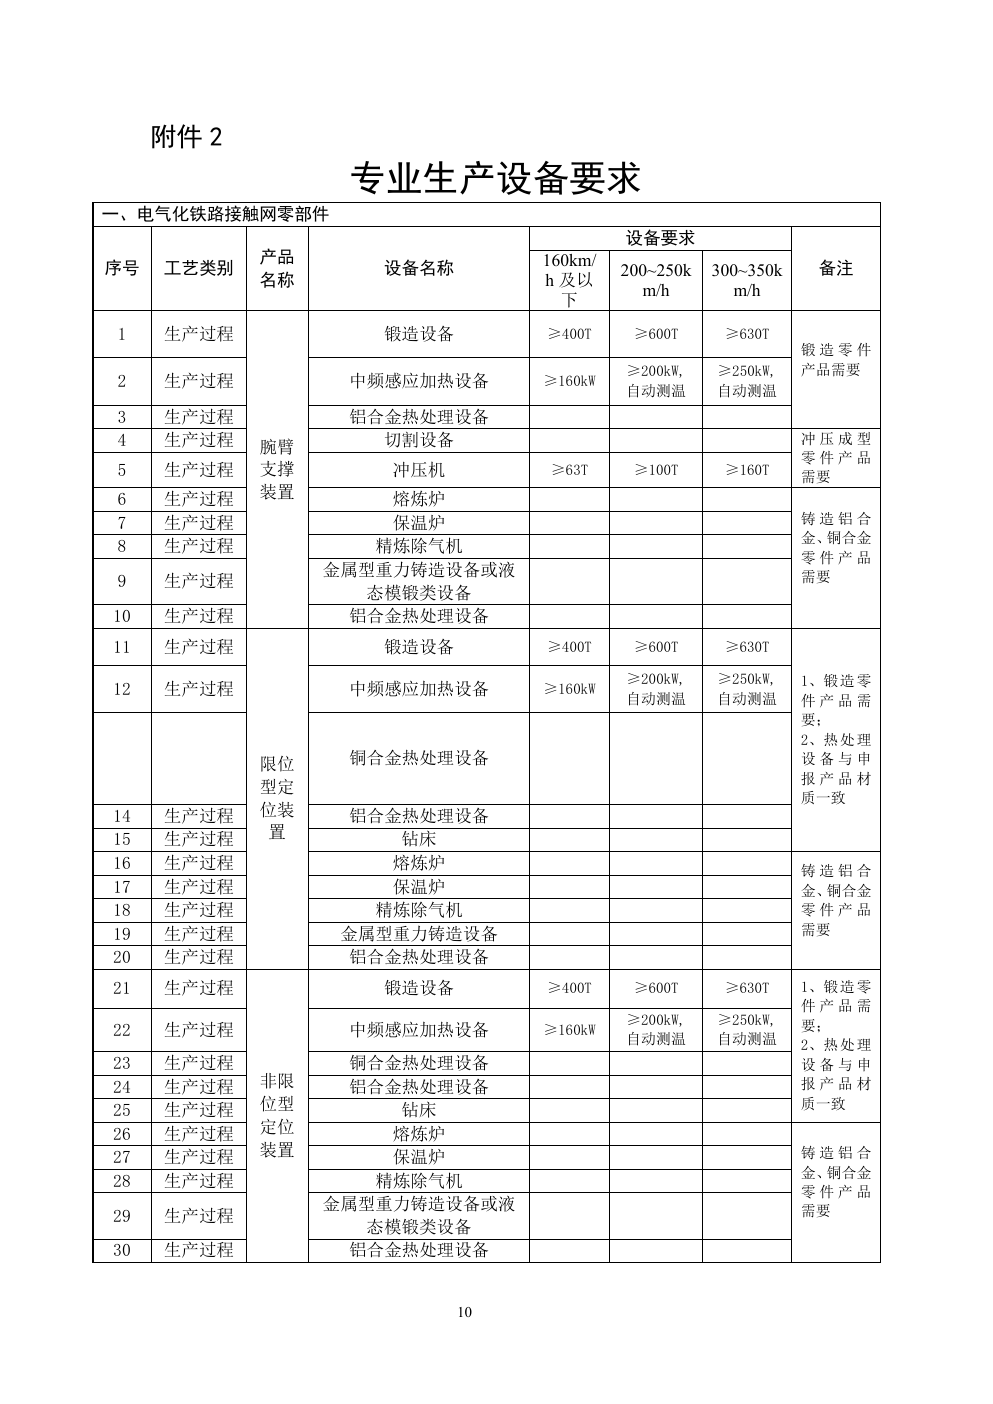 附件 2
专业生产设备要求
一、电气化铁路接触网零部件
序号 工艺类别 产品名称 设备名称 设备要求 备注
160km/h 及以下 200~250km/h 300~350km/h
1 生产过程 腕臂支撑装置 锻造设备 ≥400T ≥600T ≥630T 锻造零件产品需要
2 生产过程 中频感应加热设备 ≥160kW ≥200kW,自动测温 ≥250kW,自动测温
3 生产过程 铝合金热处理设备
4 生产过程 切割设备 冲压成型零件产品需要
5 生产过程 冲压机 ≥63T ≥100T ≥160T
6 生产过程 熔炼炉 铸造铝合金、铜合金零件产品需要
7 生产过程 保温炉
8 生产过程 精炼除气机
9 生产过程 金属型重力铸造设备或液态模锻类设备
10 生产过程 铝合金热处理设备
11 生产过程 限位型定位装置 锻造设备 ≥400T ≥600T ≥630T 1、锻造零件产品需要;2、热处理设备与申报产品材质一致
12 生产过程 中频感应加热设备 ≥160kW ≥200kW,自动测温 ≥250kW,自动测温
铜合金热处理设备
14 生产过程 铝合金热处理设备
15 生产过程 钻床
16 生产过程 熔炼炉 铸造铝合金、铜合金零件产品需要
17 生产过程 保温炉
18 生产过程 精炼除气机
19 生产过程 金属型重力铸造设备
20 生产过程 铝合金热处理设备
21 生产过程 非限位型定位装置 锻造设备 ≥400T ≥600T ≥630T 1、锻造零件产品需要;2、热处理设备与申报产品材质一致
22 生产过程 中频感应加热设备 ≥160kW ≥200kW,自动测温 ≥250kW,自动测温
23 生产过程 铜合金热处理设备
24 生产过程 铝合金热处理设备
25 生产过程 钻床
26 生产过程 熔炼炉 铸造铝合金、铜合金零件产品需要
27 生产过程 保温炉
28 生产过程 精炼除气机
29 生产过程 金属型重力铸造设备或液态模锻类设备
30 生产过程 铝合金热处理设备
10